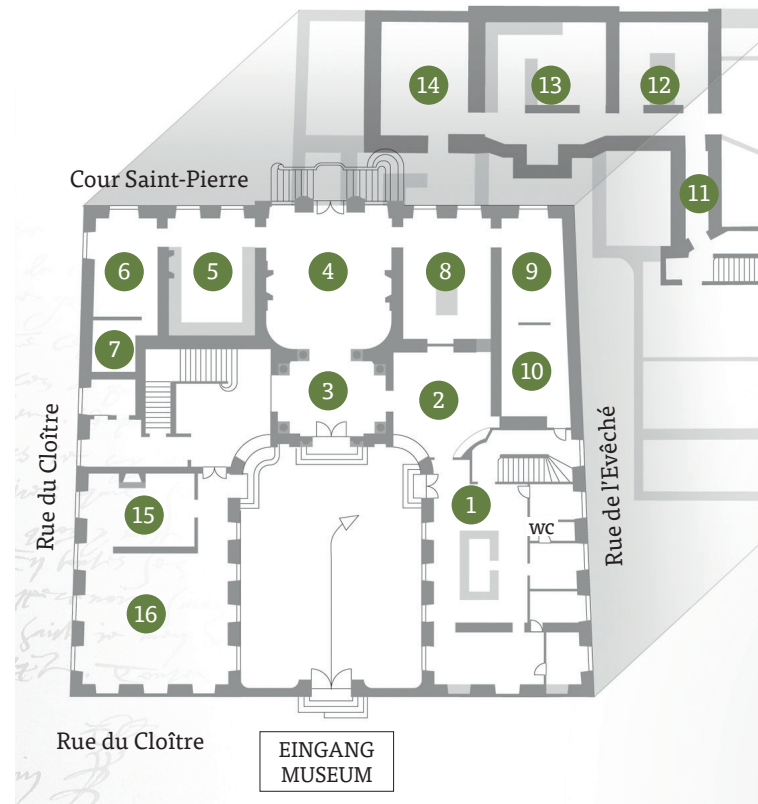 14
13
12
Cour Saint-Pierre
11
6
5
4
8
9
7
3
2
10
Rue du Cloître
Rue de l'Evêché
15
1
WC
16
Rue du Cloître
EINGANG
MUSEUM